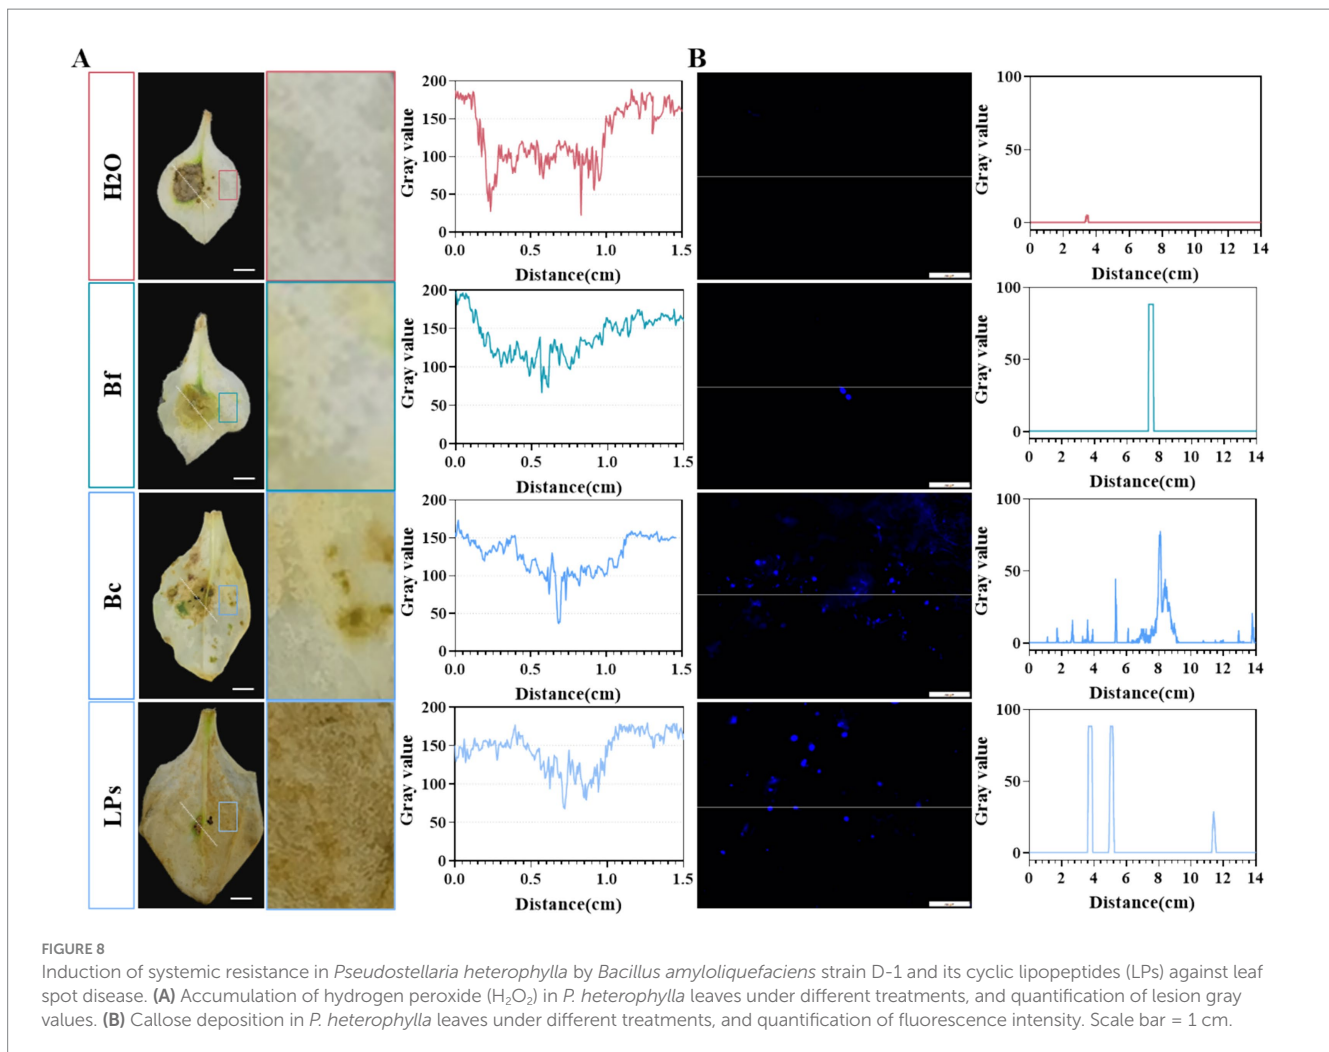 A
B
H2O
200
150
100
50
0
Gray value
0.0 0.5 1.0 1.5
Distance(cm)
100
50
0
Gray value
0 2 4 6 8 10 12 14
Distance(cm)
Bf
200
150
100
50
0
Gray value
0.0 0.5 1.0 1.5
Distance(cm)
100
50
0
Gray value
0 2 4 6 8 10 12 14
Distance(cm)
Bc
200
150
100
50
0
Gray value
0.0 0.5 1.0 1.5
Distance(cm)
100
50
0
Gray value
0 2 4 6 8 10 12 14
Distance(cm)
LPs
200
150
100
50
0
Gray value
0.0 0.5 1.0 1.5
Distance(cm)
100
50
0
Gray value
0 2 4 6 8 10 12 14
Distance(cm)
FIGURE 8
Induction of systemic resistance in Pseudostellaria heterophylla by Bacillus amyloliquefaciens strain D-1 and its cyclic lipopeptides (LPs) against leaf
spot disease. (A) Accumulation of hydrogen peroxide (H₂O₂) in P. heterophylla leaves under different treatments, and quantification of lesion gray
values. (B) Callose deposition in P. heterophylla leaves under different treatments, and quantification of fluorescence intensity. Scale bar = 1 cm.